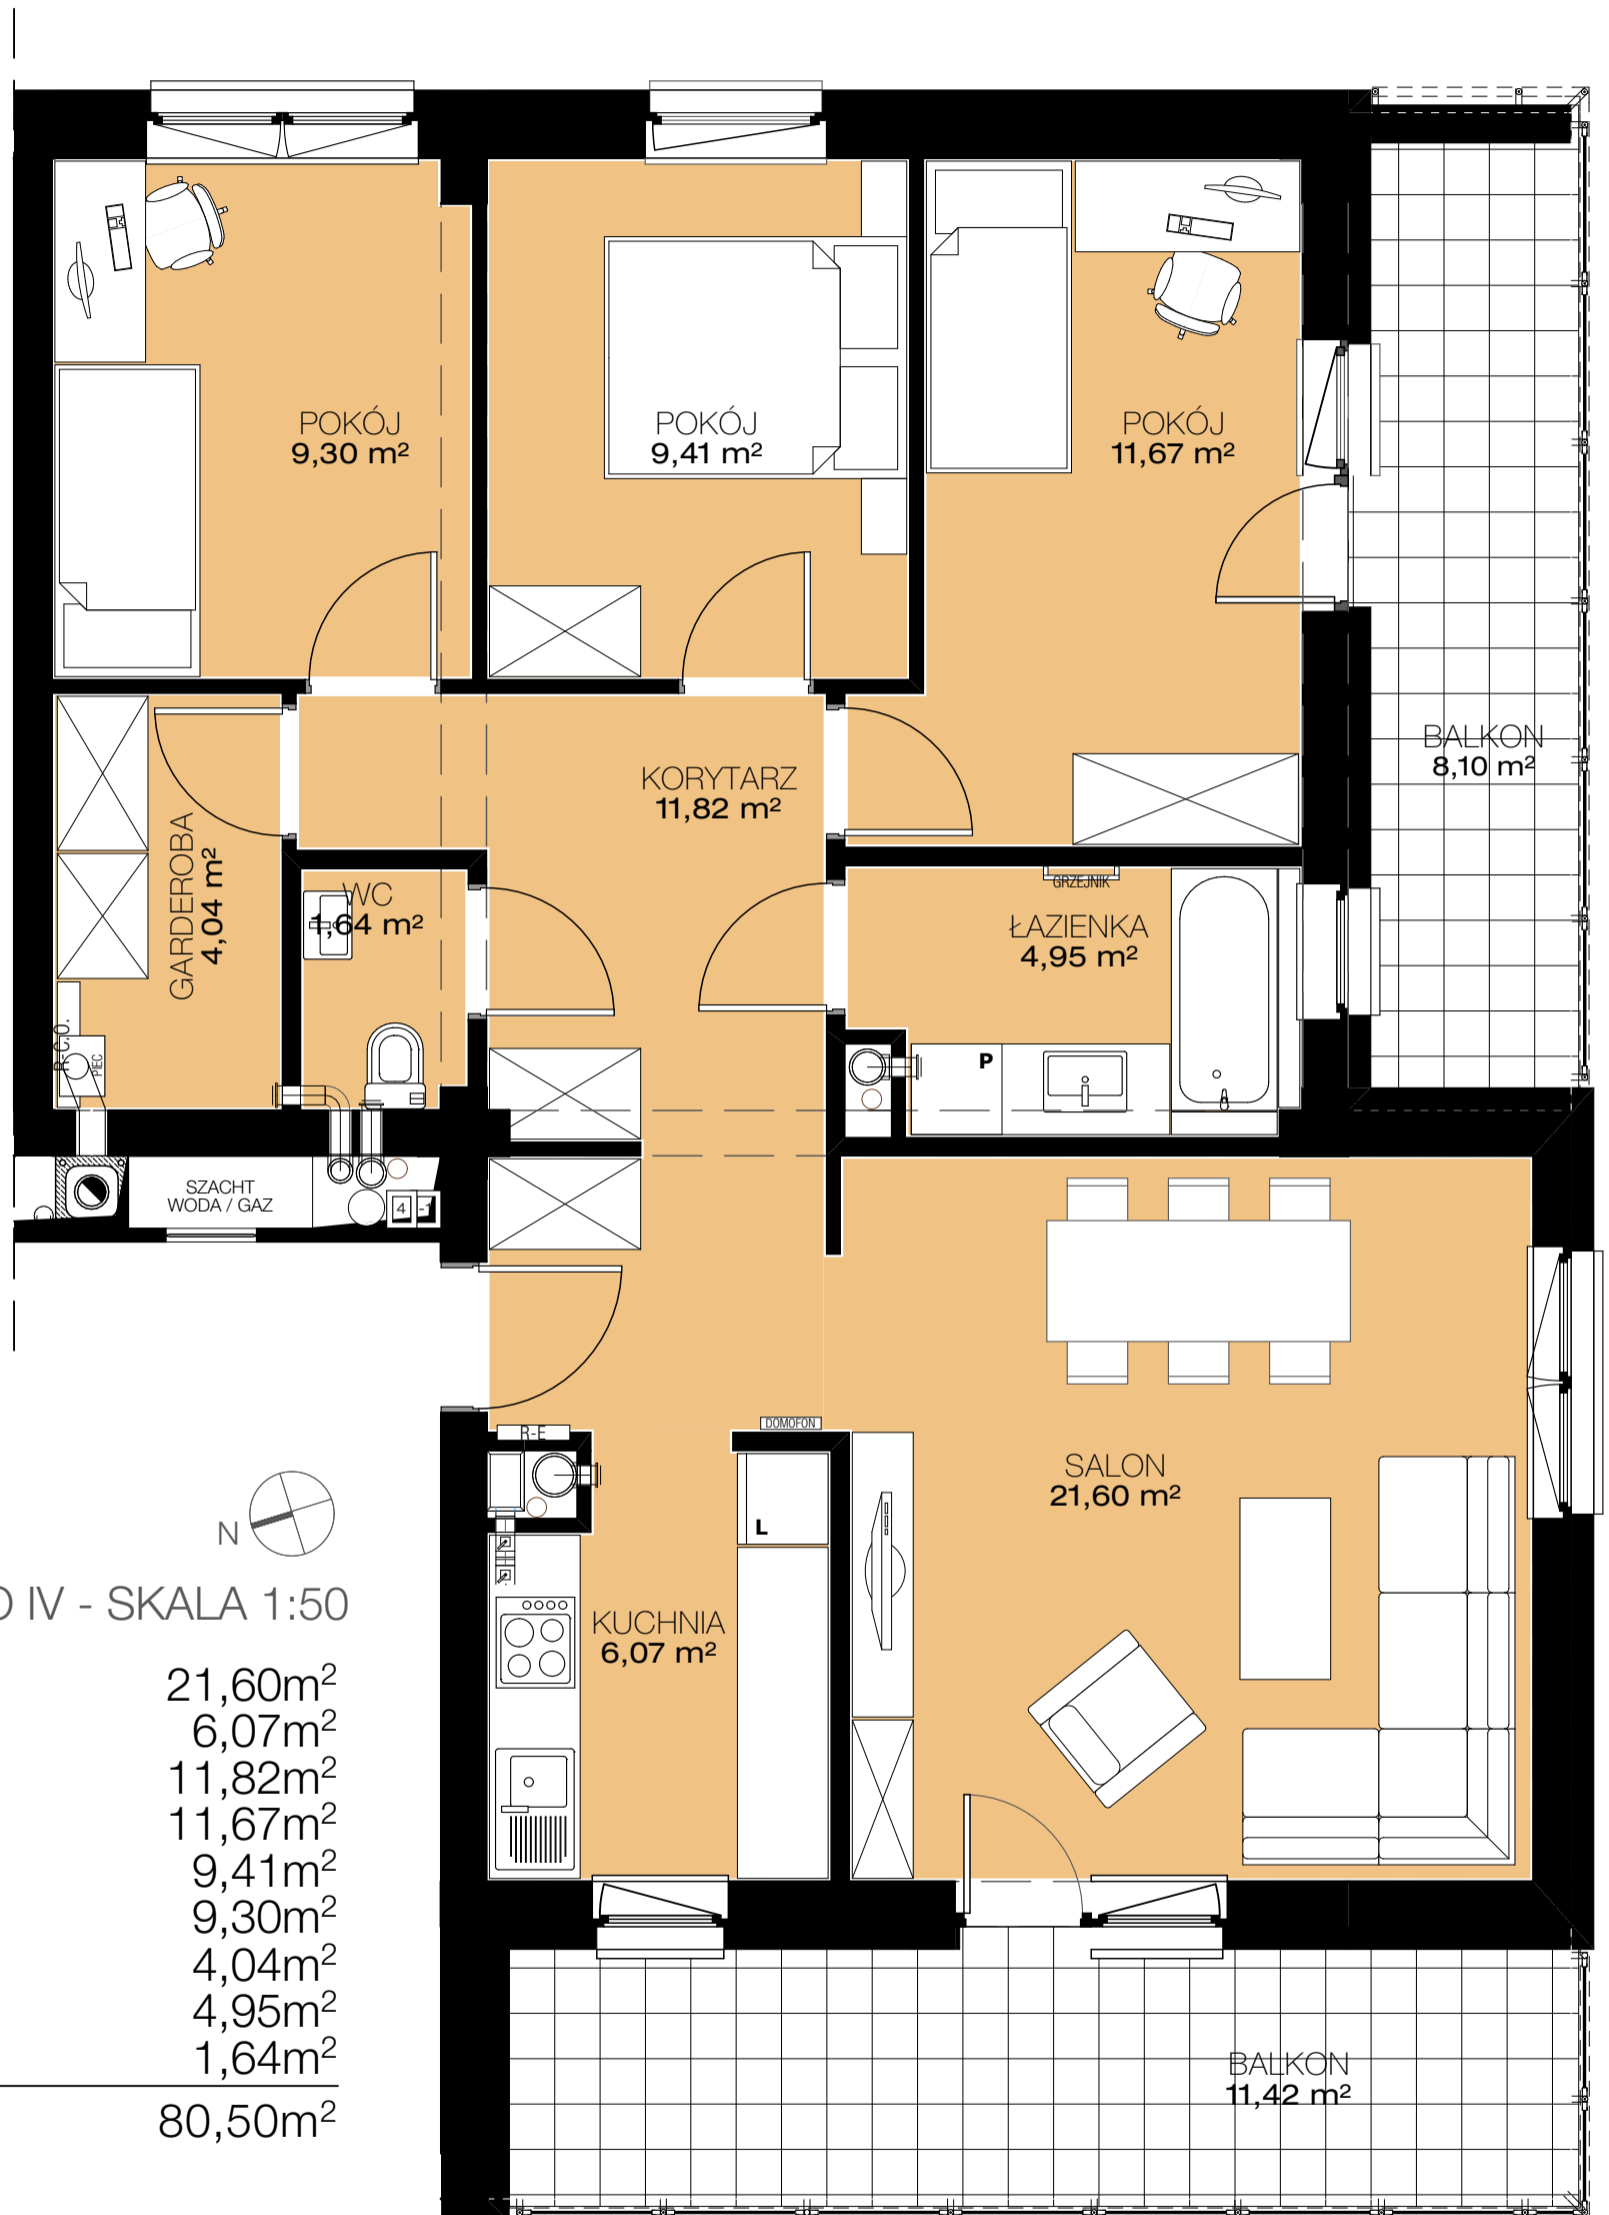 POKÓJ
9,30 m²
POKÓJ
9,41 m²
POKÓJ
11,67 m²
BALKON
8,10 m²
KORYTARZ
11,82 m²
GARDEROBA
4,04 m²
WC
1,64 m²
GRZEJNIK
ŁAZIENKA
4,95 m²
R-C.O.
PIEC
P
SZACHT
WODA / GAZ
4
-1
DOMOFON
R-E
L
SALON
21,60 m²
N
IV - SKALA 1:50
KUCHNIA
6,07 m²
21,60m²
6,07m²
11,82m²
11,67m²
9,41m²
9,30m²
4,04m²
4,95m²
1,64m²
80,50m²
BALKON
11,42 m²